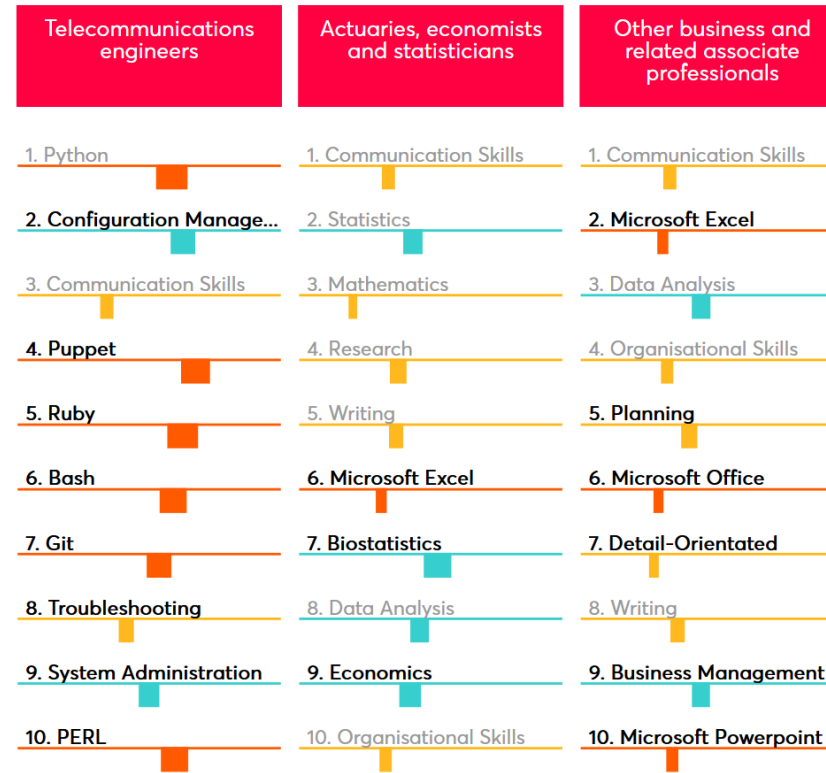 Telecommunications
engineers
1. Python
2. Configuration Manage...
3. Communication Skills
4. Puppet
5. Ruby
6. Bash
7. Git
8. Troubleshooting
9. System Administration
10. PERL
Actuaries, economists
and statisticians
1. Communication Skills
2. Statistics
3. Mathematics
4. Research
5. Writing
6. Microsoft Excel
7. Biostatistics
8. Data Analysis
9. Economics
10. Organisational Skills
Other business and
related associate
professionals
1. Communication Skills
2. Microsoft Excel
3. Data Analysis
4. Organisational Skills
5. Planning
6. Microsoft Office
7. Detail-Orientated
8. Writing
9. Business Management
10. Microsoft Powerpoint